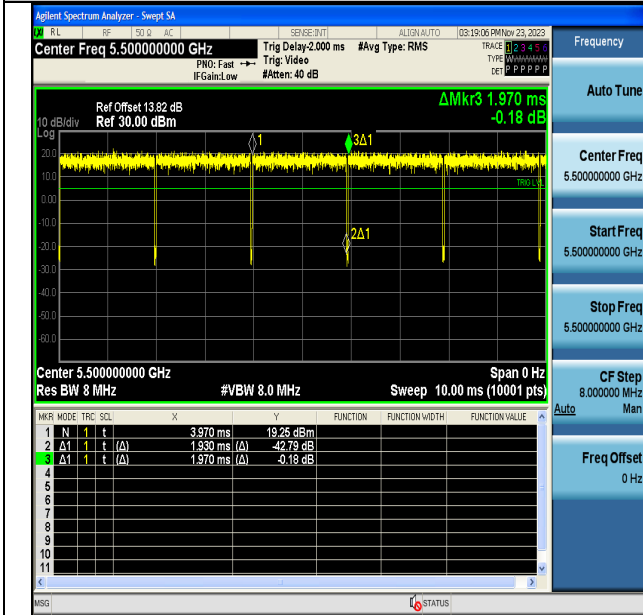 Agilent Spectrum Analyzer - Swept SA
RL RF 50 Ω AC SENSE:INT ALIGN AUTO 03:19:06 PM Nov 23, 2023
Center Freq 5.500000000 GHz
PNO: Fast
IFGain:Low
Trig Delay-2.000 ms
Trig: Video
#Atten: 40 dB
#Avg Type: RMS
TRACE 1 2 3 4 5 6
TYPE
DET P P P P P P
Ref Offset 13.82 dB
10 dB/div Ref 30.00 dBm
Log
ΔMkr3 1.970 ms
-0.18 dB
1
3Δ1
2Δ1
TRIG LVL
20.0
10.0
0.00
-10.0
-20.0
-30.0
-40.0
-50.0
-60.0
Center 5.500000000 GHz Span 0 Hz
Res BW 8 MHz #VBW 8.0 MHz Sweep 10.00 ms (10001 pts)
MKR MODE TRC SCL X Y FUNCTION FUNCTION WIDTH FUNCTION VALUE
1 N 1 t 3.970 ms 19.25 dBm
2 Δ1 1 t (Δ) 1.930 ms (Δ) -42.79 dB
3 Δ1 1 t (Δ) 1.970 ms (Δ) -0.18 dB
4
5
6
7
8
9
10
11
MSG STATUS
Frequency
Auto Tune
Center Freq
5.500000000 GHz
Start Freq
5.500000000 GHz
Stop Freq
5.500000000 GHz
CF Step
8.000000 MHz
Auto Man
Freq Offset
0 Hz